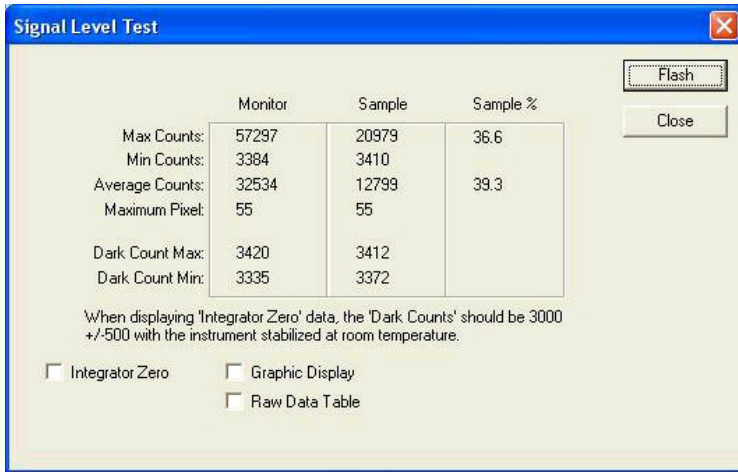 Signal Level Test
Flash
Close
Monitor Sample Sample %
Max Counts: 57297 20979 36.6
Min Counts: 3384 3410
Average Counts: 32534 12799 39.3
Maximum Pixel: 55 55
Dark Count Max: 3420 3412
Dark Count Min: 3335 3372
When displaying 'Integrator Zero' data, the 'Dark Counts' should be 3000
+/-500 with the instrument stabilized at room temperature.
Integrator Zero Graphic Display
Raw Data Table